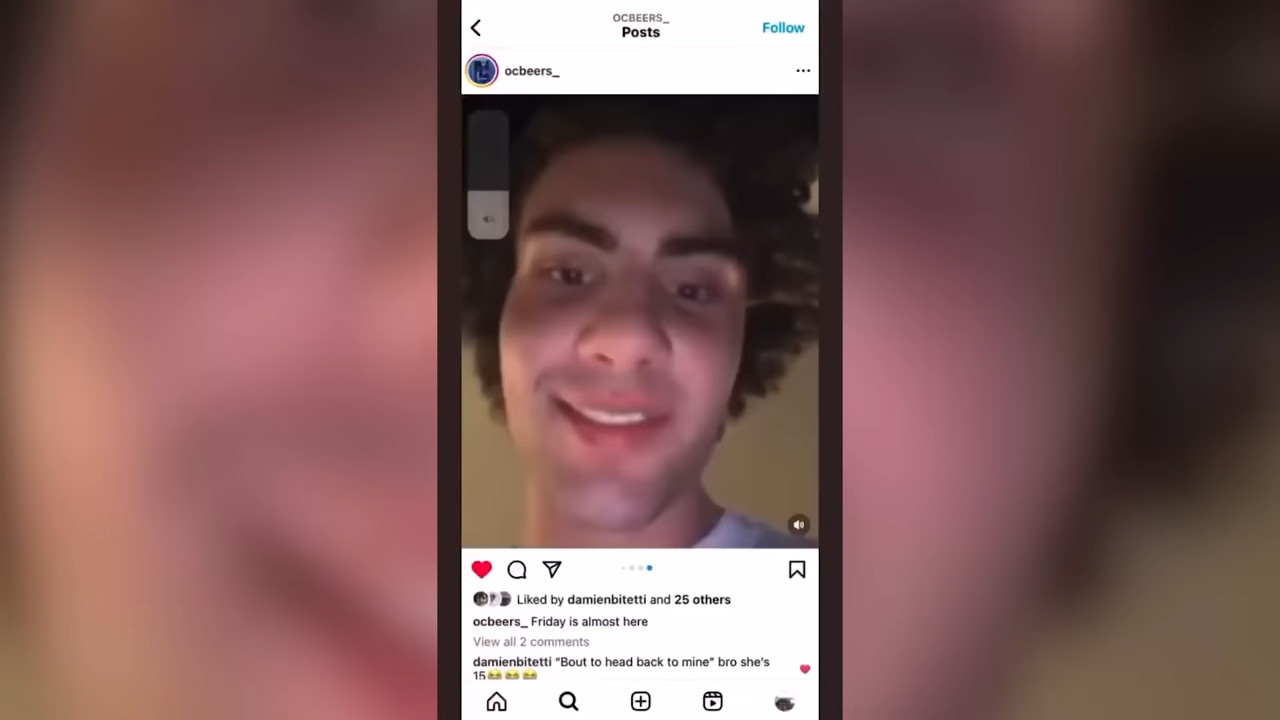 OCBEERS_
Posts
Follow
ocbeers_
Liked by damienbitetti and 25 others
ocbeers_ Friday is almost here
View all 2 comments
damienbitetti “Bout to head back to mine” bro she's
15😂😂😂